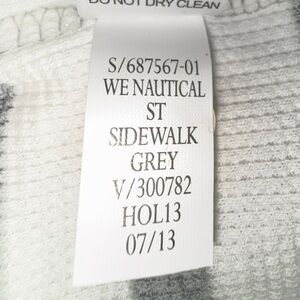 DO NOT DRY CLEAN
S/687567-01
WE NAUTICAL
ST
SIDEWALK
GREY
V/300782
HOL13
07/13